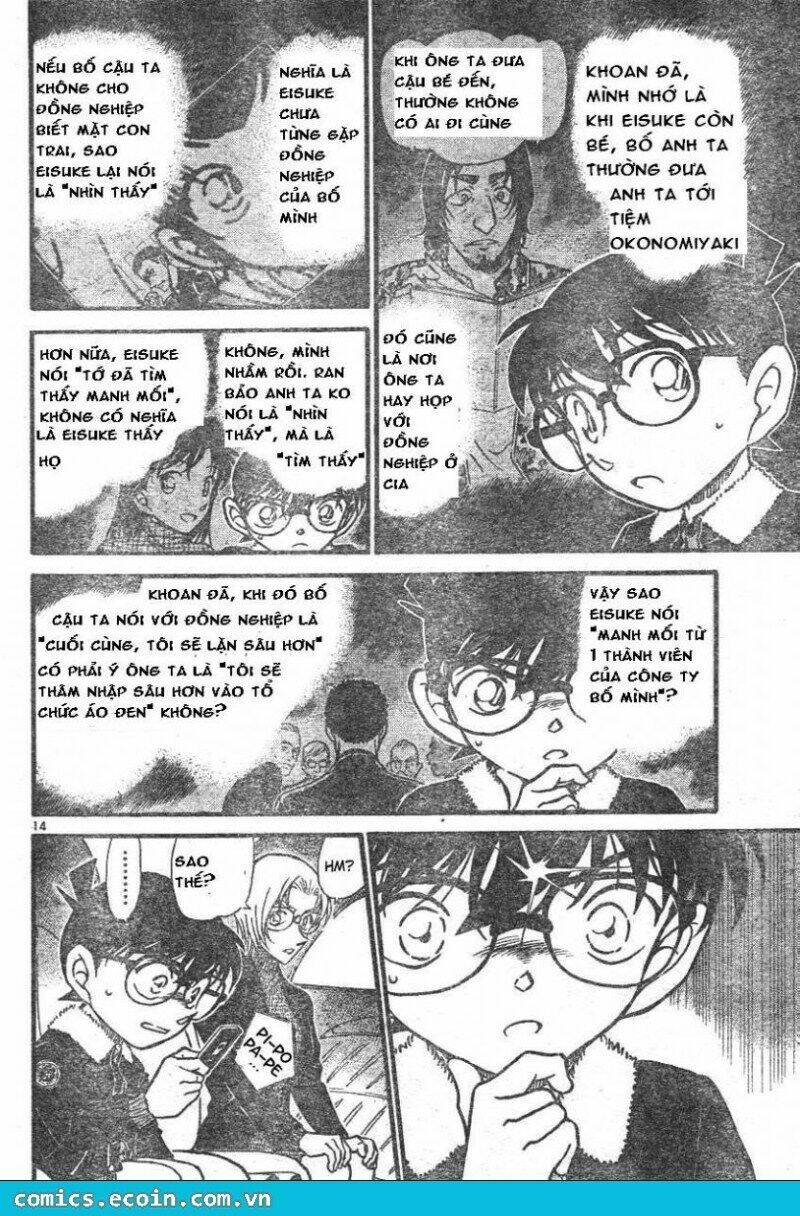 KHOAN ĐÃ,
MÌNH NHỚ LÀ
KHI EISUKE CÒN
BÉ, BỐ ANH TA
THƯỜNG ĐƯA
ANH TA TỚI
TIỆM
OKONOMIYAKI
KHI ÔNG TA ĐƯA
CẬU BÉ ĐẾN,
THƯỜNG KHÔNG
CÓ AI ĐI CÙNG
ĐÓ CŨNG
LÀ NƠI
ÔNG TA
HAY HỌP
VỚI
ĐỒNG
NGHIỆP Ở
CIA
NGHĨA LÀ
EISUKE
CHƯA
TỪNG GẶP
ĐỒNG
NGHIỆP
CỦA BỐ
MÌNH
NẾU BỐ CẬU TA
KHÔNG CHO
ĐỒNG NGHIỆP
BIẾT MẶT CON
TRAI, SAO
EISUKE LẠI NÓI
LÀ "NHÌN THẤY"
KHÔNG, MÌNH
NHẦM RỒI. RAN
BẢO ANH TA KO
NÓI LÀ "NHÌN
THẤY", MÀ LÀ
"TÌM THẤY"
HƠN NỮA, EISUKE
NÓI "TỚ ĐÃ TÌM
THẤY MANH MỐI",
KHÔNG CÓ NGHĨA
LÀ EISUKE THẤY
HỌ
VẬY SAO
EISUKE NÓI
"MANH MỐI TỪ
1 THÀNH VIÊN
CỦA CÔNG TY
BỐ MÌNH"?
KHOAN ĐÃ, KHI ĐÓ BỐ
CẬU TA NÓI VỚI ĐỒNG NGHIỆP LÀ
"CUỐI CÙNG, TÔI SẼ LẶN SÂU HƠN"
CÓ PHẢI Ý ÔNG TA LÀ "TÔI SẼ
THÂM NHẬP SÂU HƠN VÀO TỔ
CHỨC ÁO ĐEN" KHÔNG?
14
HM?
SAO
THẾ?
......
PI-PO
PA-PE
...
comics.ecoin.com.vn